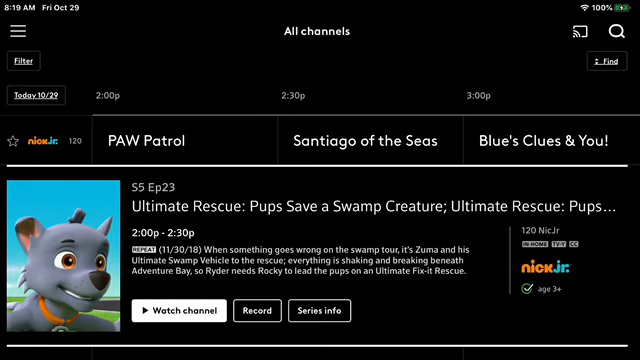 8:19 AM Fri Oct 29
100%
All channels
Filter
Find
Today 10/29
2:00p
2:30p
3:00p
nick jr.
120
PAW Patrol
Santiago of the Seas
Blue's Clues & You!
S5 Ep23
Ultimate Rescue: Pups Save a Swamp Creature; Ultimate Rescue: Pups...
2:00p - 2:30p
REPEAT (11/30/18) When something goes wrong on the swamp tour, it's Zuma and his
Ultimate Swamp Vehicle to the rescue; everything is shaking and breaking beneath
Adventure Bay, so Ryder needs Rocky to lead the pups on an Ultimate Fix-it Rescue.
120 NicJr
IN-HOME TV-Y CC
nick jr.
age 3+
Watch channel
Record
Series info